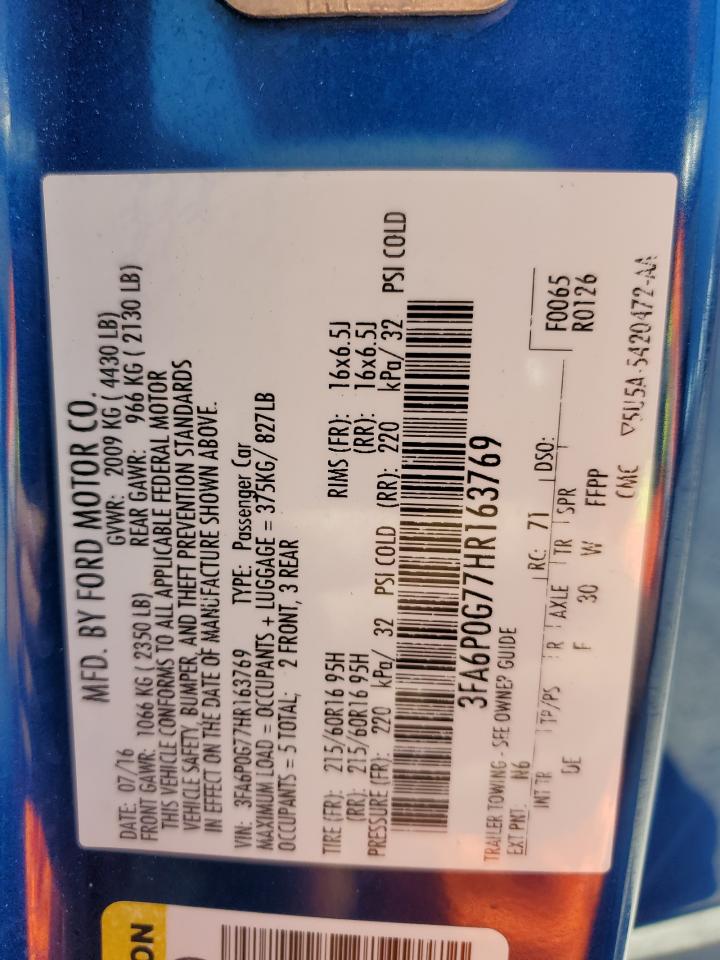 MFD. BY FORD MOTOR CO.
DATE: 07/16 GVWR: 2009 KG ( 4430 LB)
FRONT GAWR: 1066 KG ( 2350 LB) REAR GAWR: 966 KG ( 2130 LB)
THIS VEHICLE CONFORMS TO ALL APPLICABLE FEDERAL MOTOR
VEHICLE SAFETY, BUMPER, AND THEFT PREVENTION STANDARDS
IN EFFECT ON THE DATE OF MANUFACTURE SHOWN ABOVE.
VIN: 3FA6P0G77HR163769 TYPE: Passenger Car
MAXIMUM LOAD = OCCUPANTS + LUGGAGE = 375KG/ 827LB
OCCUPANTS = 5 TOTAL; 2 FRONT, 3 REAR
TIRE (FR): 215/60R16 95H RIMS (FR): 16x6.5J
(RR): 215/60R16 95H (RR): 16x6.5J
PRESSURE (FR): 220 kPa/ 32 PSI COLD (RR): 220 kPa/ 32 PSI COLD
3FA6P0G77HR163769
TRAILER TOWING - SEE OWNER GUIDE
EXT PNT: N6 RC: 71 DSO:
F0065
R0126
INT TR TP/PS R AXLE TR SPR
DE F 30 W FFPP
CMC 5U5A-5420472-AA
ON